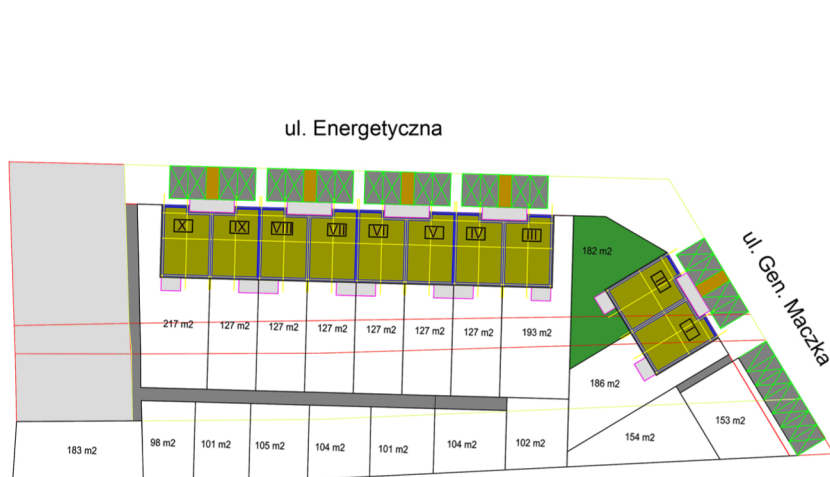 ul. Energetyczna
ul. Gen. Maczka
X IX VIII VII VI V IV III
182 m2
II
I
217 m2 127 m2 127 m2 127 m2 127 m2 127 m2 127 m2 193 m2
186 m2
183 m2 98 m2 101 m2 105 m2 104 m2 101 m2 104 m2 102 m2 154 m2 153 m2